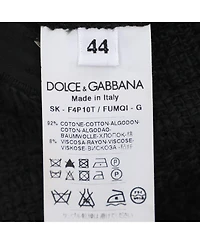 44
DOLCE & GABBANA
Made in Italy
SK - F4P10T / FUMQI - G
92% COTONE-COTTON-ALGODON
COTON-ALGODAO
BAUMWOLLE-ХЛОПОК-棉
8% VISCOSA-RAYON-VISCOSE-
VISKOSE-ВИСКОЗА